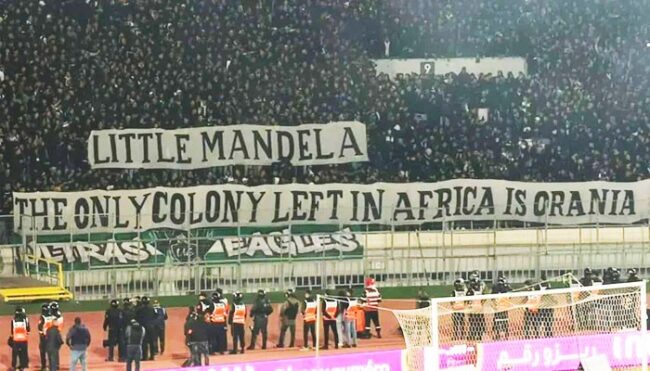 9
LITTLE MANDELA
THE ONLY COLONY LEFT IN AFRICA IS ORANIA
ULTRAS EAGLES